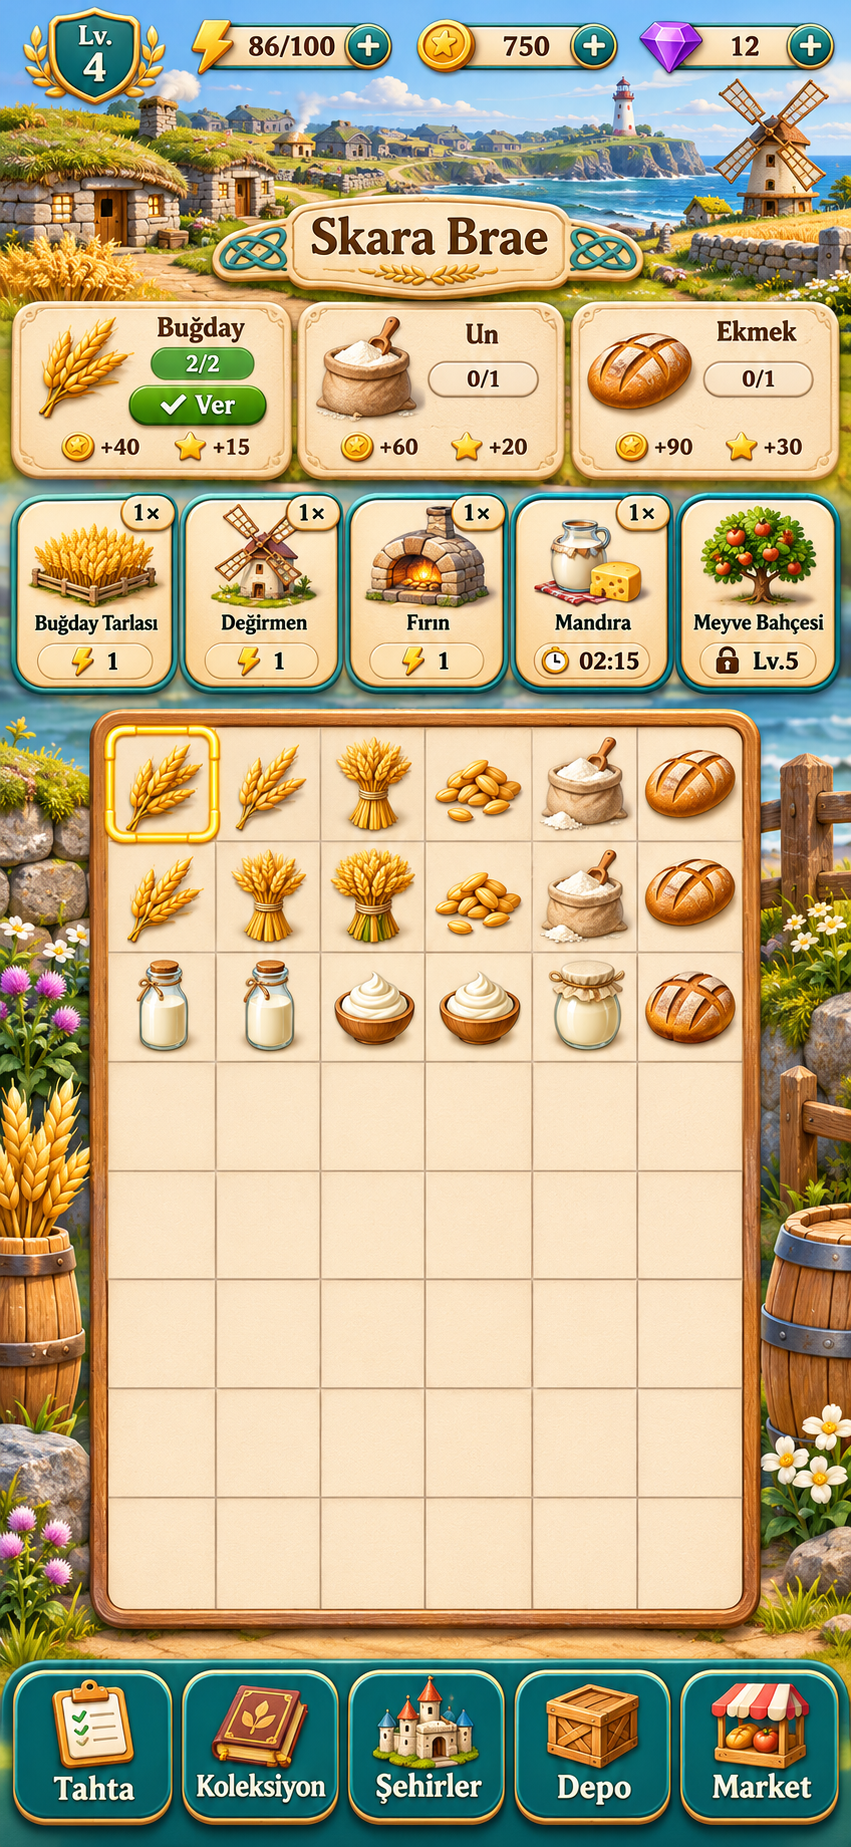 Lv.
4
86/100
750
12
Skara Brae
Buğday
2/2
Ver
+40 +15
Un
0/1
+60 +20
Ekmek
0/1
+90 +30
1×
Buğday Tarlası
1
1×
Değirmen
1
1×
Fırın
1
1×
Mandıra
02:15
Meyve Bahçesi
Lv.5
Tahta
Koleksiyon
Şehirler
Depo
Market